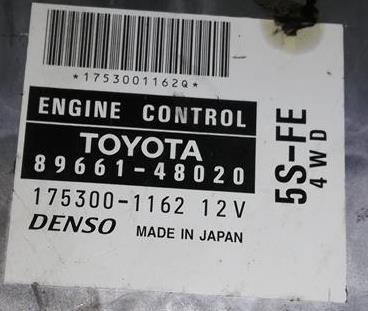 *1753001162Q*
ENGINE CONTROL
TOYOTA
89661-48020
175300-1162 12V
DENSO MADE IN JAPAN
5S-FE
4WD